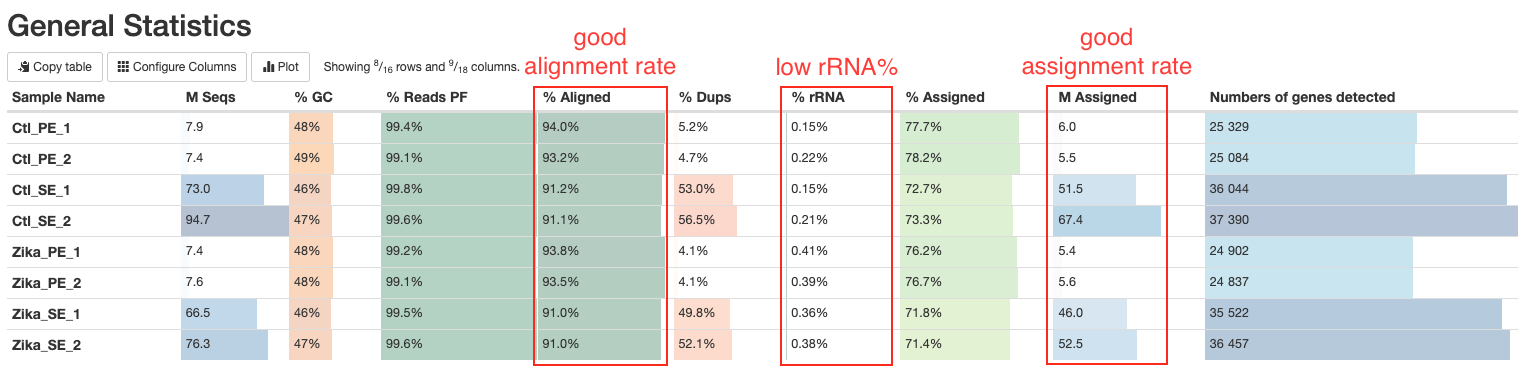 General Statistics
good
good
alignment rate
low rRNA%
assignment rate
Copy table
Configure Columns
Plot
Showing 8/16 rows and 9/18 columns.
Sample Name M Seqs % GC % Reads PF % Aligned % Dups % rRNA % Assigned M Assigned Numbers of genes detected
Ctl_PE_1 7.9 48% 99.4% 94.0% 5.2% 0.15% 77.7% 6.0 25 329
Ctl_PE_2 7.4 49% 99.1% 93.2% 4.7% 0.22% 78.2% 5.5 25 084
Ctl_SE_1 73.0 46% 99.8% 91.2% 53.0% 0.15% 72.7% 51.5 36 044
Ctl_SE_2 94.7 47% 99.6% 91.1% 56.5% 0.21% 73.3% 67.4 37 390
Zika_PE_1 7.4 48% 99.2% 93.8% 4.1% 0.41% 76.2% 5.4 24 902
Zika_PE_2 7.6 48% 99.1% 93.5% 4.1% 0.39% 76.7% 5.6 24 837
Zika_SE_1 66.5 46% 99.5% 91.0% 49.8% 0.36% 71.8% 46.0 35 522
Zika_SE_2 76.3 47% 99.6% 91.0% 52.1% 0.38% 71.4% 52.5 36 457